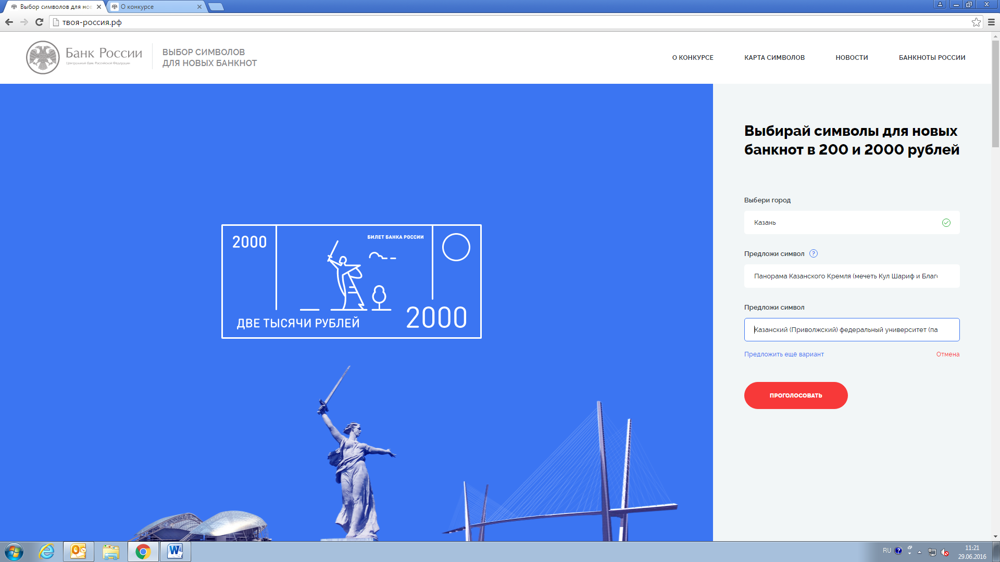 Выбор символов для нов
О конкурсе
твоя-россия.рф
Банк России
Центральный банк Российской Федерации
ВЫБОР СИМВОЛОВ
ДЛЯ НОВЫХ БАНКНОТ
О КОНКУРСЕ
КАРТА СИМВОЛОВ
НОВОСТИ
БАНКНОТЫ РОССИИ
2000
БИЛЕТ БАНКА РОССИИ
ДВЕ ТЫСЯЧИ РУБЛЕЙ
2000
Выбирай символы для новых
банкнот в 200 и 2000 рублей
Выбери город
Казань
Предложи символ ?
Панорама Казанского Кремля (мечеть Кул Шариф и Благо
Предложи символ
Казанский (Приволжский) федеральный университет (па
Предложить ещё вариант
Отмена
ПРОГОЛОСОВАТЬ
RU
11:21
29.06.2016